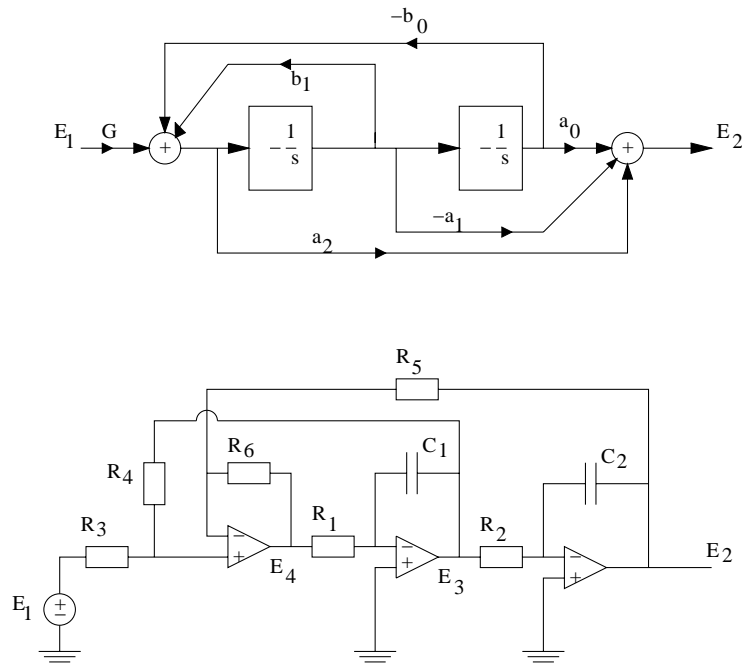 −b₀
b₁
E₁ G + − 1/s − 1/s a₀ + E₂
−a₁
a₂
R₅
R₄ R₆ C₁ C₂
R₃ R₁ R₂
− + E₄ − + E₃ − + E₂
E₁ + −